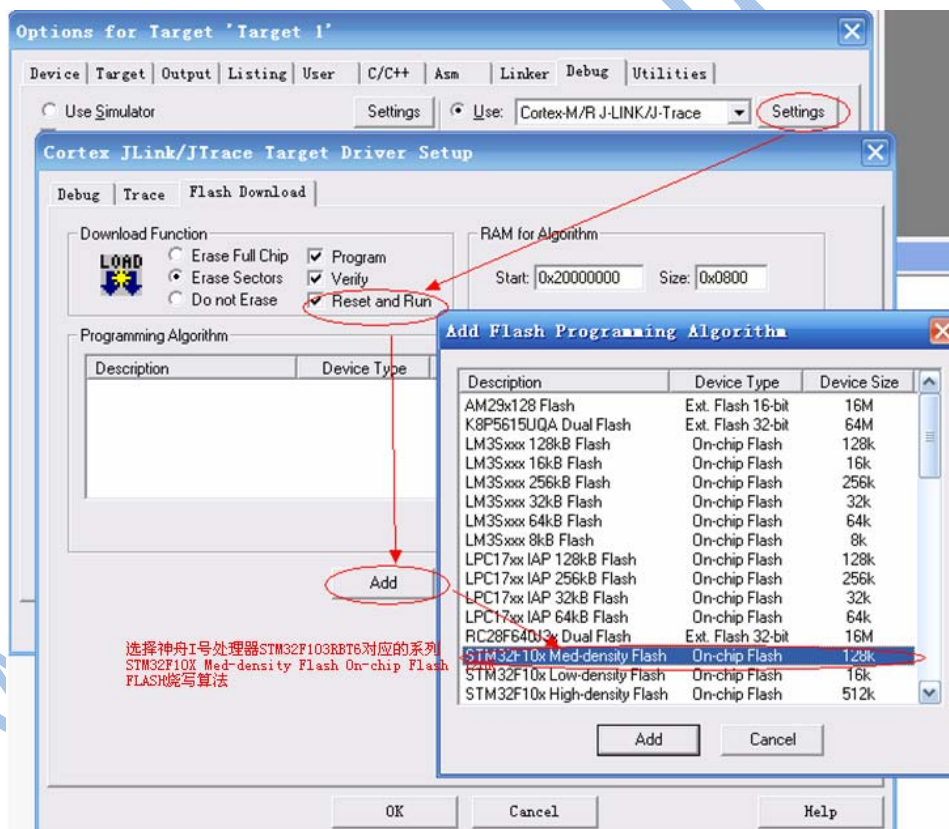 Options for Target 'Target 1'
Device Target Output Listing User C/C++ Asm Linker Debug Utilities
Use Simulator Settings Use: Cortex-M/R J-LINK/J-Trace Settings
Cortex JLink/JTrace Target Driver Setup
Debug Trace Flash Download
Download Function RAM for Algorithm
LOAD Erase Full Chip Program
Erase Sectors Verify Start: 0x20000000 Size: 0x0800
Do not Erase Reset and Run
Programming Algorithm
Description Device Type
Add Flash Programming Algorithm
Description Device Type Device Size
AM29x128 Flash Ext. Flash 16-bit 16M
K8P5615UQA Dual Flash Ext. Flash 32-bit 64M
LM3Sxxx 128kB Flash On-chip Flash 128k
LM3Sxxx 16kB Flash On-chip Flash 16k
LM3Sxxx 256kB Flash On-chip Flash 256k
LM3Sxxx 32kB Flash On-chip Flash 32k
LM3Sxxx 64kB Flash On-chip Flash 64k
LM3Sxxx 8kB Flash On-chip Flash 8k
LPC17xx IAP 128kB Flash On-chip Flash 128k
LPC17xx IAP 256kB Flash On-chip Flash 256k
LPC17xx IAP 32kB Flash On-chip Flash 32k
LPC17xx IAP 64kB Flash On-chip Flash 64k
RC28F640J3x Dual Flash Ext. Flash 32-bit 16M
STM32F10x Med-density Flash On-chip Flash 128k
STM32F10x Low-density Flash On-chip Flash 16k
STM32F10x High-density Flash On-chip Flash 512k
Add Cancel
Add
选择神舟I号处理器STM32F103RBT6对应的系列
STM32F10X Med-density Flash On-chip Flash
FLASH烧写算法
OK Cancel Help